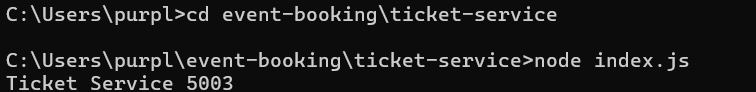 C:\Users\purpl>cd event-booking\ticket-service
C:\Users\purpl\event-booking\ticket-service>node index.js
Ticket Service 5003